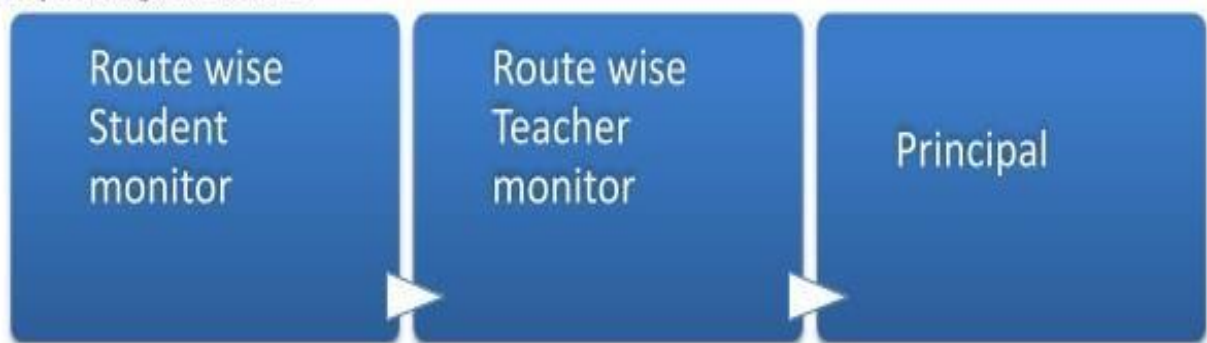 Route wise
Student
monitor
Route wise
Teacher
monitor
Principal